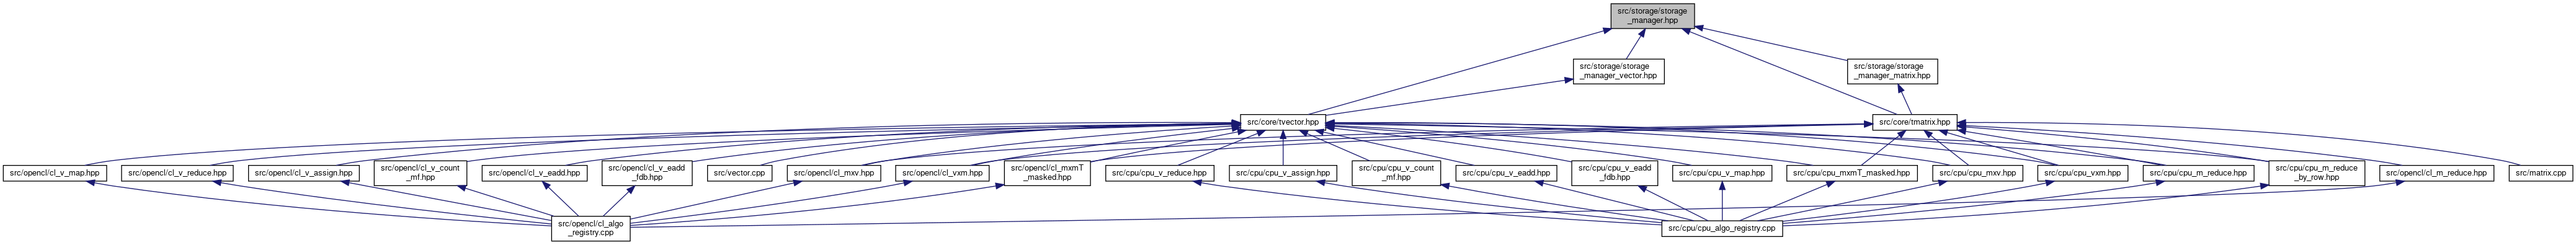 src/storage/storage
_manager.hpp
src/storage/storage
_manager_vector.hpp
src/storage/storage
_manager_matrix.hpp
src/core/tvector.hpp
src/core/tmatrix.hpp
src/opencl/cl_v_map.hpp
src/opencl/cl_v_reduce.hpp
src/opencl/cl_v_assign.hpp
src/opencl/cl_v_count
_mf.hpp
src/opencl/cl_v_eadd.hpp
src/opencl/cl_v_eadd
_fdb.hpp
src/vector.cpp
src/opencl/cl_mxv.hpp
src/opencl/cl_vxm.hpp
src/opencl/cl_mxmT
_masked.hpp
src/cpu/cpu_v_reduce.hpp
src/cpu/cpu_v_assign.hpp
src/cpu/cpu_v_count
_mf.hpp
src/cpu/cpu_v_eadd.hpp
src/cpu/cpu_v_eadd
_fdb.hpp
src/cpu/cpu_v_map.hpp
src/cpu/cpu_mxmT_masked.hpp
src/cpu/cpu_mxv.hpp
src/cpu/cpu_vxm.hpp
src/cpu/cpu_m_reduce.hpp
src/cpu/cpu_m_reduce
_by_row.hpp
src/opencl/cl_m_reduce.hpp
src/matrix.cpp
src/opencl/cl_algo
_registry.cpp
src/cpu/cpu_algo_registry.cpp